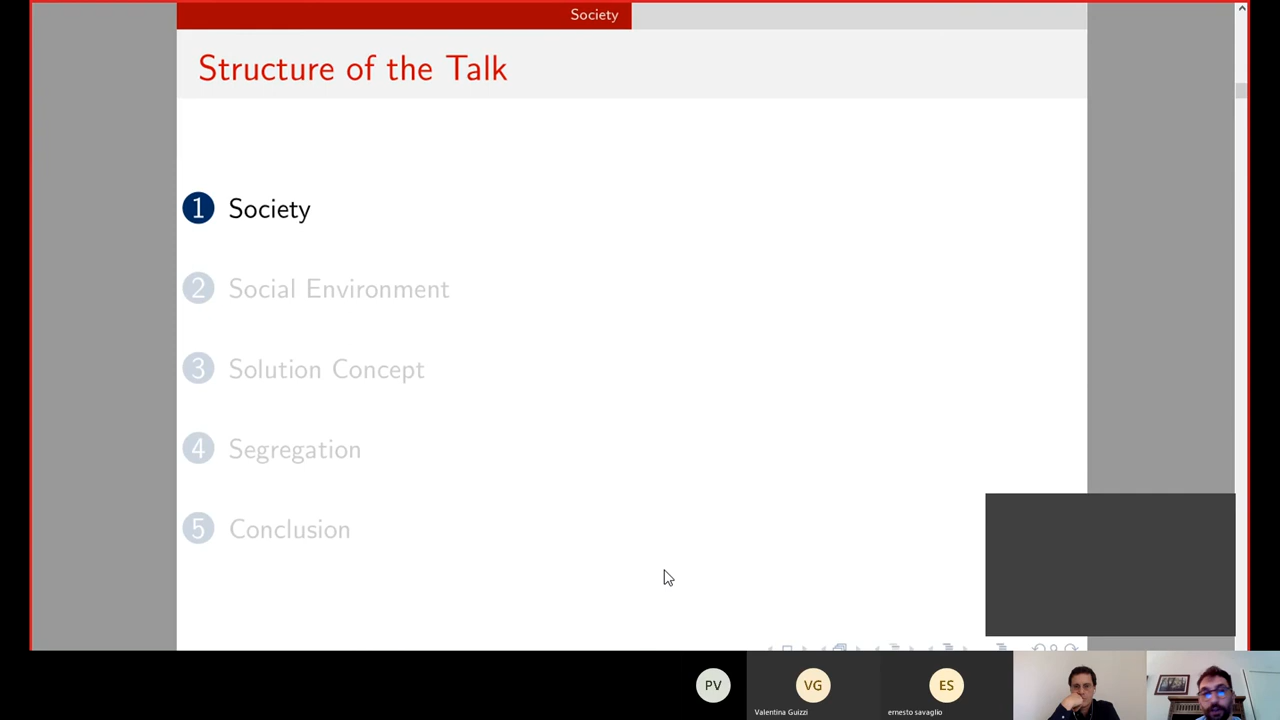 Society
Structure of the Talk
1 Society
2 Social Environment
3 Solution Concept
4 Segregation
5 Conclusion
PV
VG
ES
Valentina Guizzi
ernesto savaglio